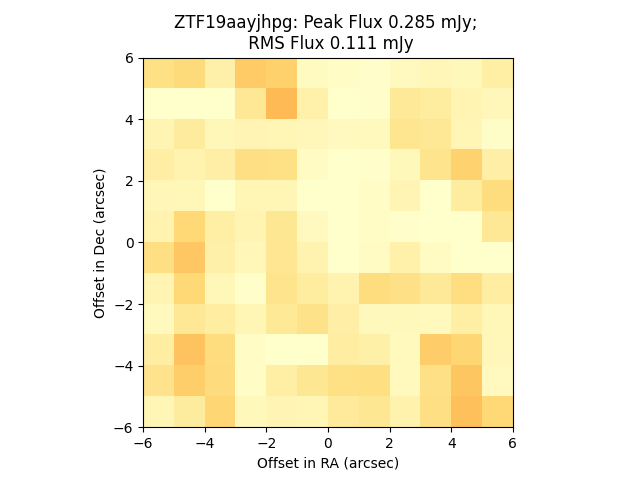 ZTF19aayjhpg: Peak Flux 0.285 mJy;
RMS Flux 0.111 mJy
6
4
2
0
−2
−4
−6
Offset in Dec (arcsec)
−6 −4 −2 0 2 4 6
Offset in RA (arcsec)